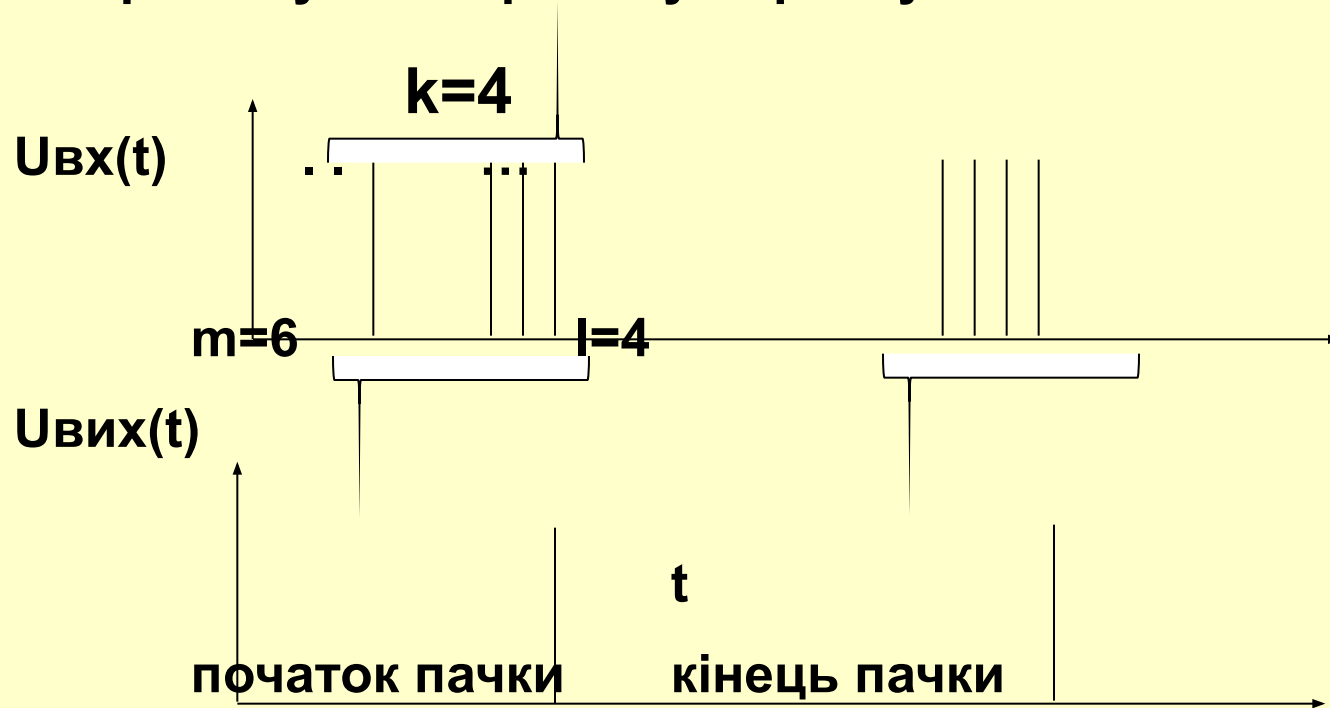 k=4
Uвх(t)
. . ...
m=6 l=4
Uвих(t)
t
початок пачки кінець пачки